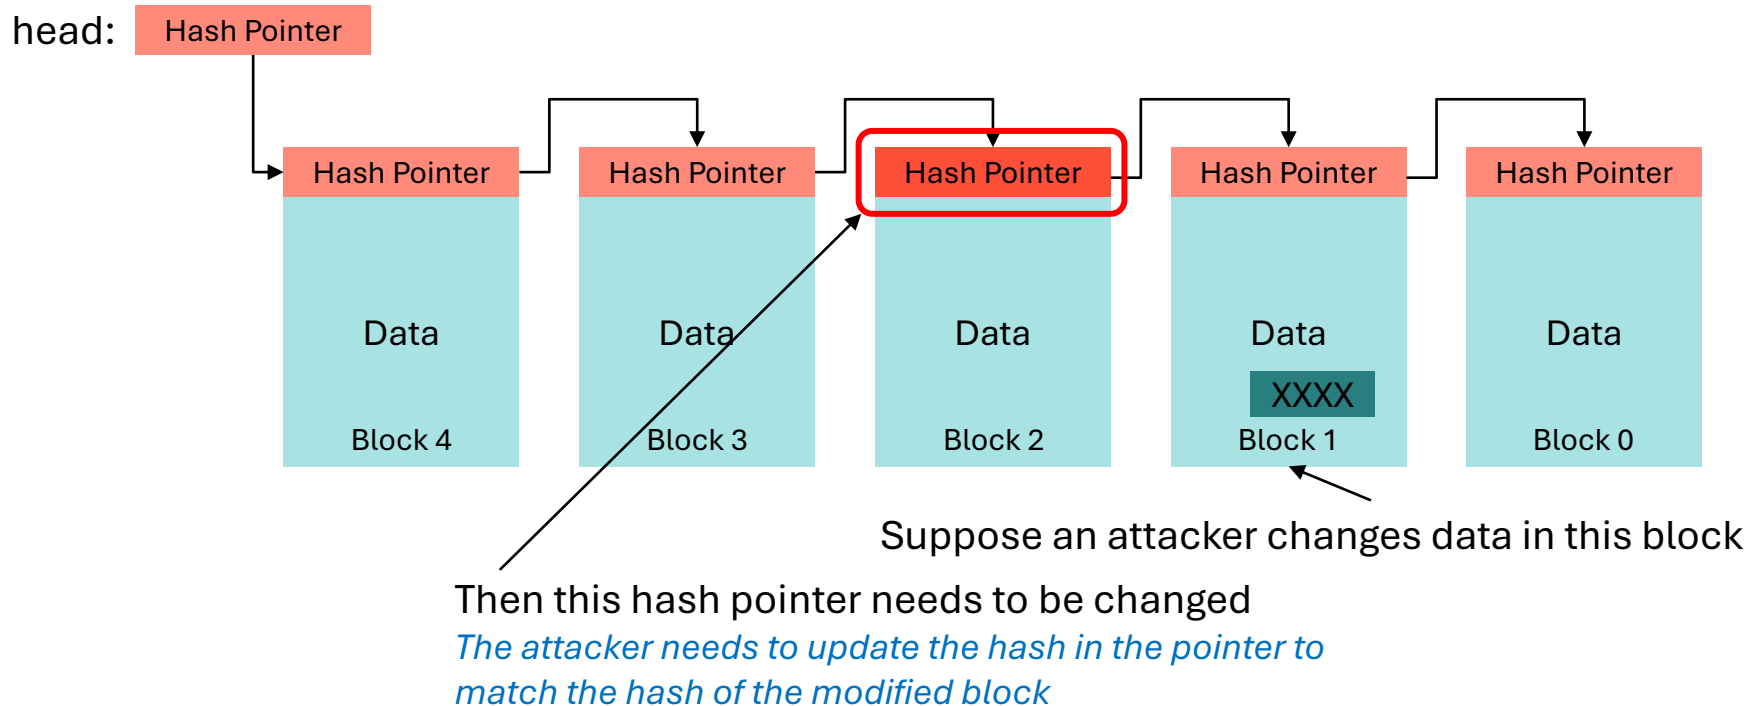 head: Hash Pointer
Hash Pointer Hash Pointer Hash Pointer Hash Pointer Hash Pointer
Data Data Data Data Data
XXXX
Block 4 Block 3 Block 2 Block 1 Block 0
Suppose an attacker changes data in this block
Then this hash pointer needs to be changed
The attacker needs to update the hash in the pointer to
match the hash of the modified block